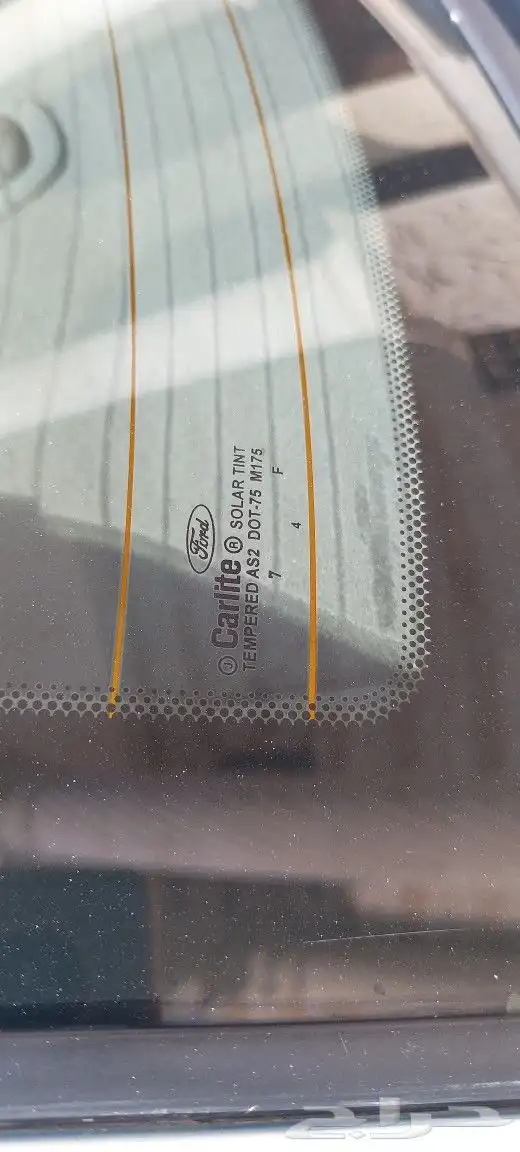 Ford
Carlite ® SOLAR TINT
TEMPERED AS2 DOT-75 M175
7 F
4
حراج